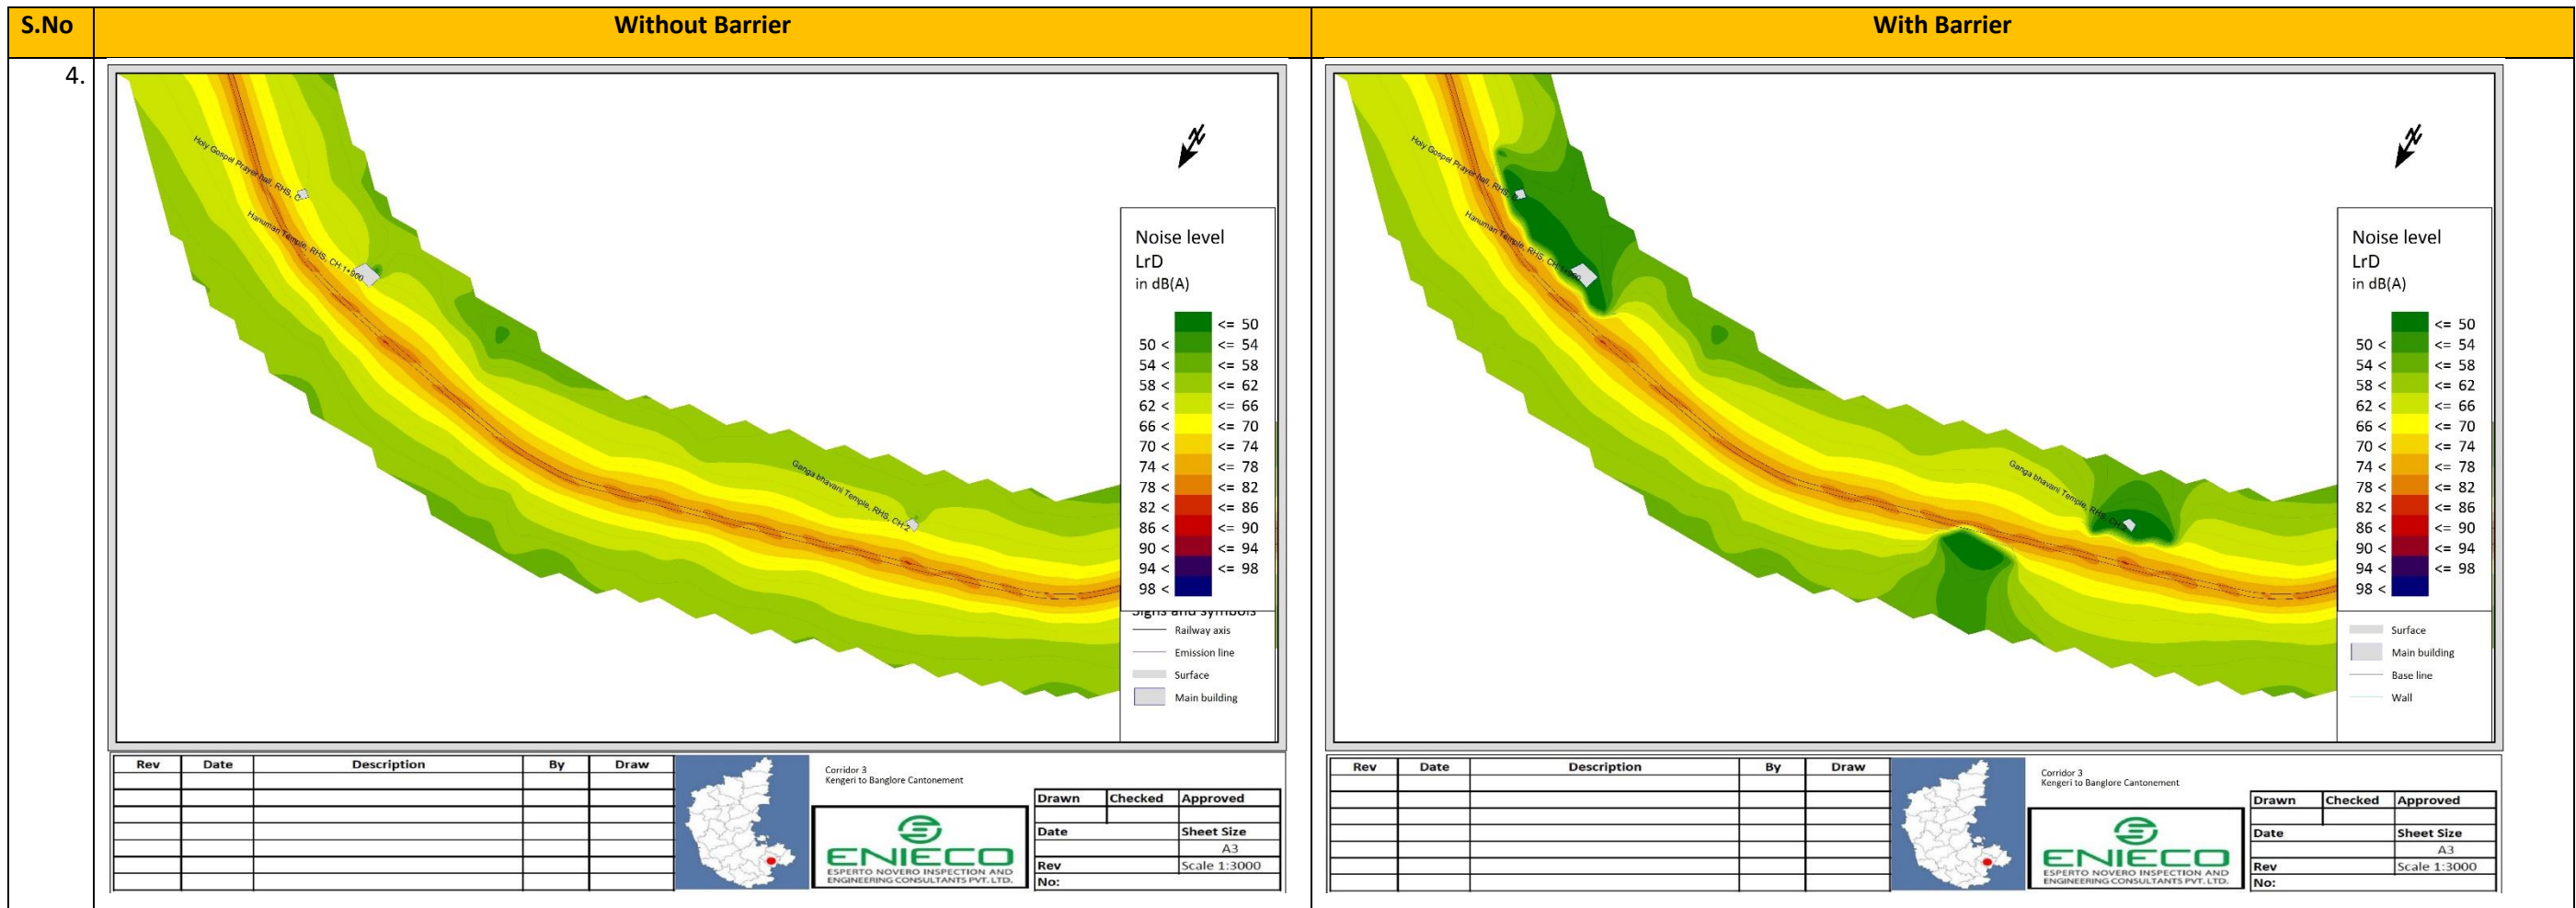 S.No
Without Barrier
With Barrier
4.
Holy Gospel Prayer hall, RHS, C
Hanuman Temple, RHS, CH:1+900
Ganga bhavani Temple, RHS, CH:2
Noise level
LrD
in dB(A)
<= 50
50 < <= 54
54 < <= 58
58 < <= 62
62 < <= 66
66 < <= 70
70 < <= 74
74 < <= 78
78 < <= 82
82 < <= 86
86 < <= 90
90 < <= 94
94 < <= 98
98 <
Signs and symbols
Railway axis
Emission line
Surface
Main building
Rev Date Description By Draw
Corridor 3
Kengeri to Banglore Cantonement
ENIECO
ESPERTO NOVERO INSPECTION AND
ENGINEERING CONSULTANTS PVT. LTD.
Drawn Checked Approved
Date Sheet Size
A3
Rev Scale 1:3000
No:
Holy Gospel Prayer hall, RHS,
Hanuman Temple, RHS,
Ganga bhavani Temple, RHS,
Noise level
LrD
in dB(A)
<= 50
50 < <= 54
54 < <= 58
58 < <= 62
62 < <= 66
66 < <= 70
70 < <= 74
74 < <= 78
78 < <= 82
82 < <= 86
86 < <= 90
90 < <= 94
94 < <= 98
98 <
Surface
Main building
Base line
Wall
Rev Date Description By Draw
Corridor 3
Kengeri to Banglore Cantonement
ENIECO
ESPERTO NOVERO INSPECTION AND
ENGINEERING CONSULTANTS PVT. LTD.
Drawn Checked Approved
Date Sheet Size
A3
Rev Scale 1:3000
No: